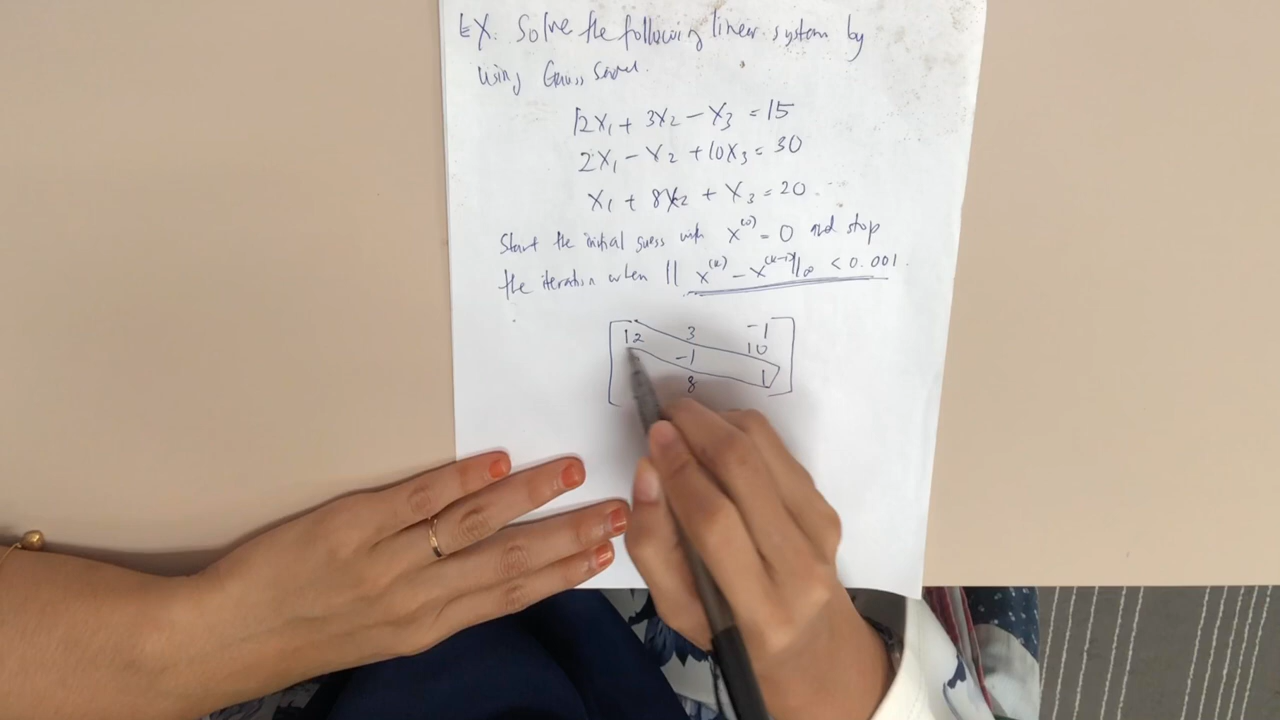 EX. Solve the following linear system by
using Gauss Seidel.
12X₁ + 3X₂ - X₃ = 15
2X₁ - X₂ + 10X₃ = 30
X₁ + 8X₂ + X₃ = 20
Start the initial guess with X⁽⁰⁾ = 0 and stop
the iteration when || X⁽ᵏ⁾ - X⁽ᵏ⁻¹⁾||∞ < 0.001.
12 3 -1
-1 10
8 1